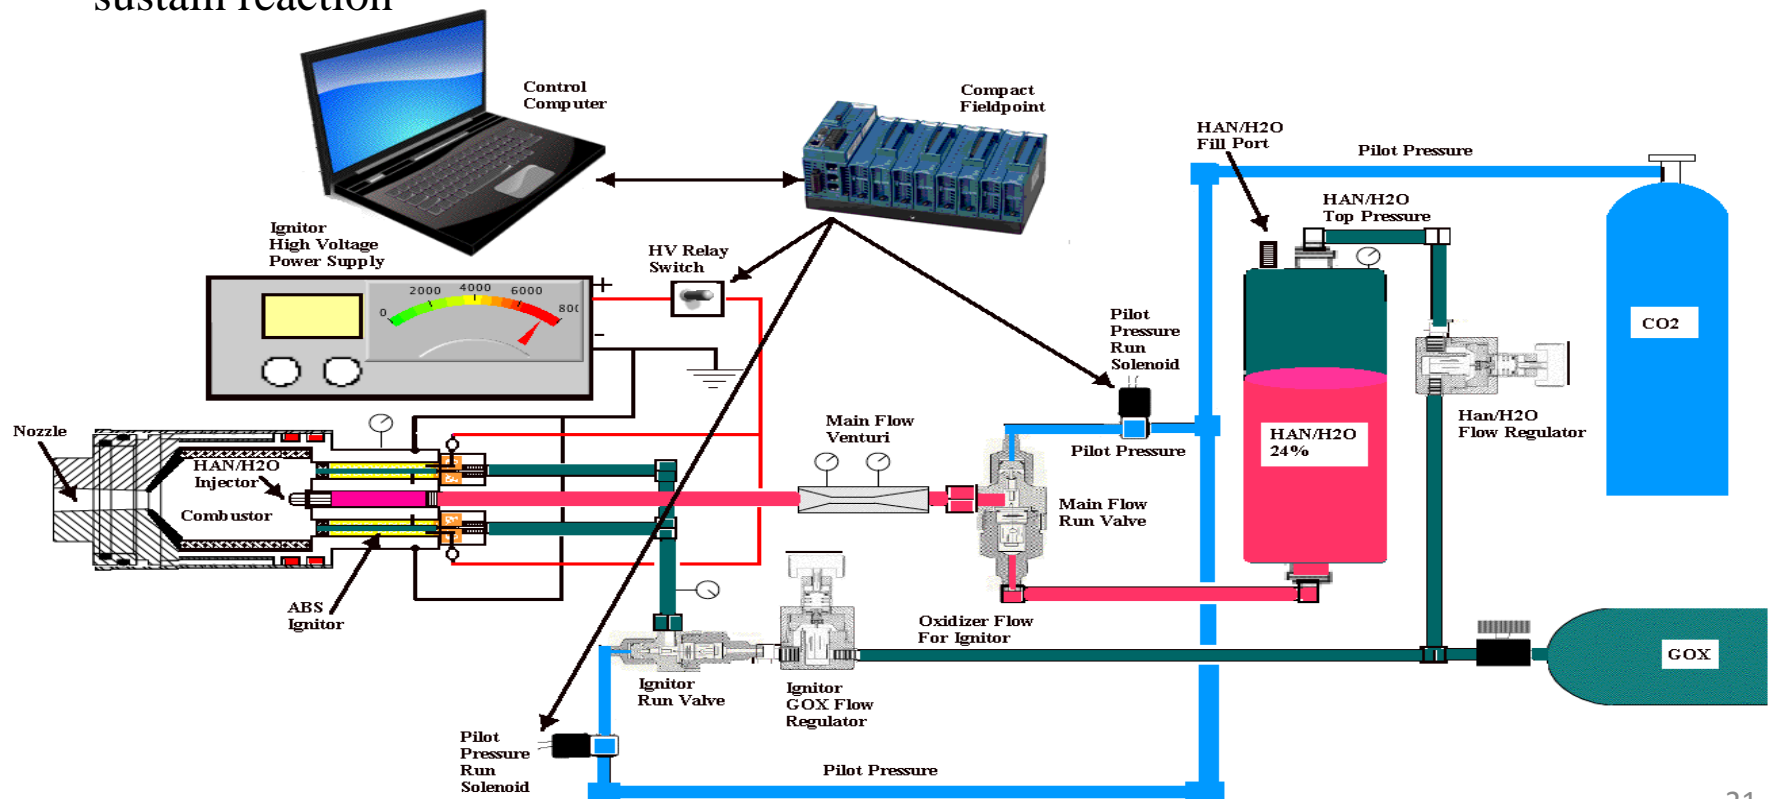 sustain reaction
Control
Computer
Compact
Fieldpoint
HAN/H2O
Fill Port
Pilot Pressure
HAN/H2O
Top Pressure
Ignitor
High Voltage
Power Supply
HV Relay
Switch
+
-
0
2000
4000
6000
800
Pilot
Pressure
Run
Solenoid
CO2
Nozzle
HAN/H2O
Injector
Combustor
Main Flow
Venturi
Pilot Pressure
HAN/H2O
24%
Han/H2O
Flow Regulator
Main Flow
Run Valve
ABS
Ignitor
Oxidizer Flow
For Ignitor
GOX
Ignitor
Run Valve
Ignitor
GOX Flow
Regulator
Pilot
Pressure
Run
Solenoid
Pilot Pressure